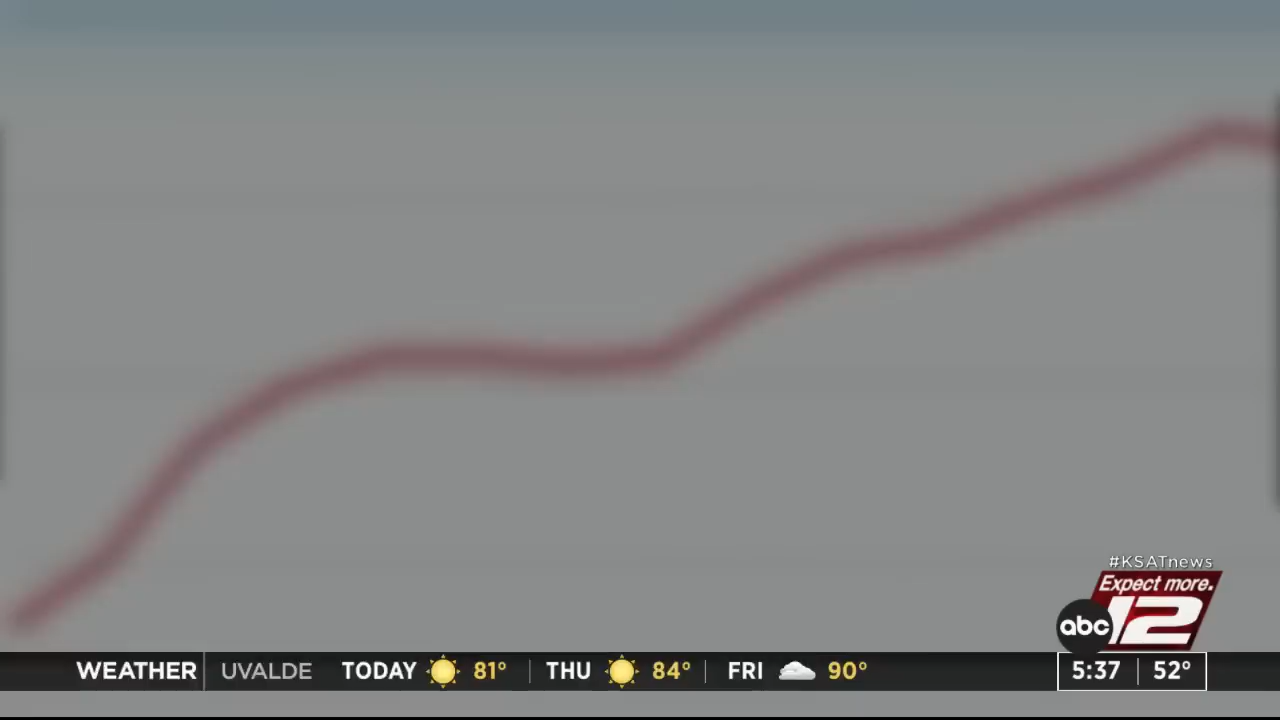 #KSATnews
Expect more.
abc 12
WEATHER UVALDE TODAY 81° THU 84° FRI 90° 5:37 52°